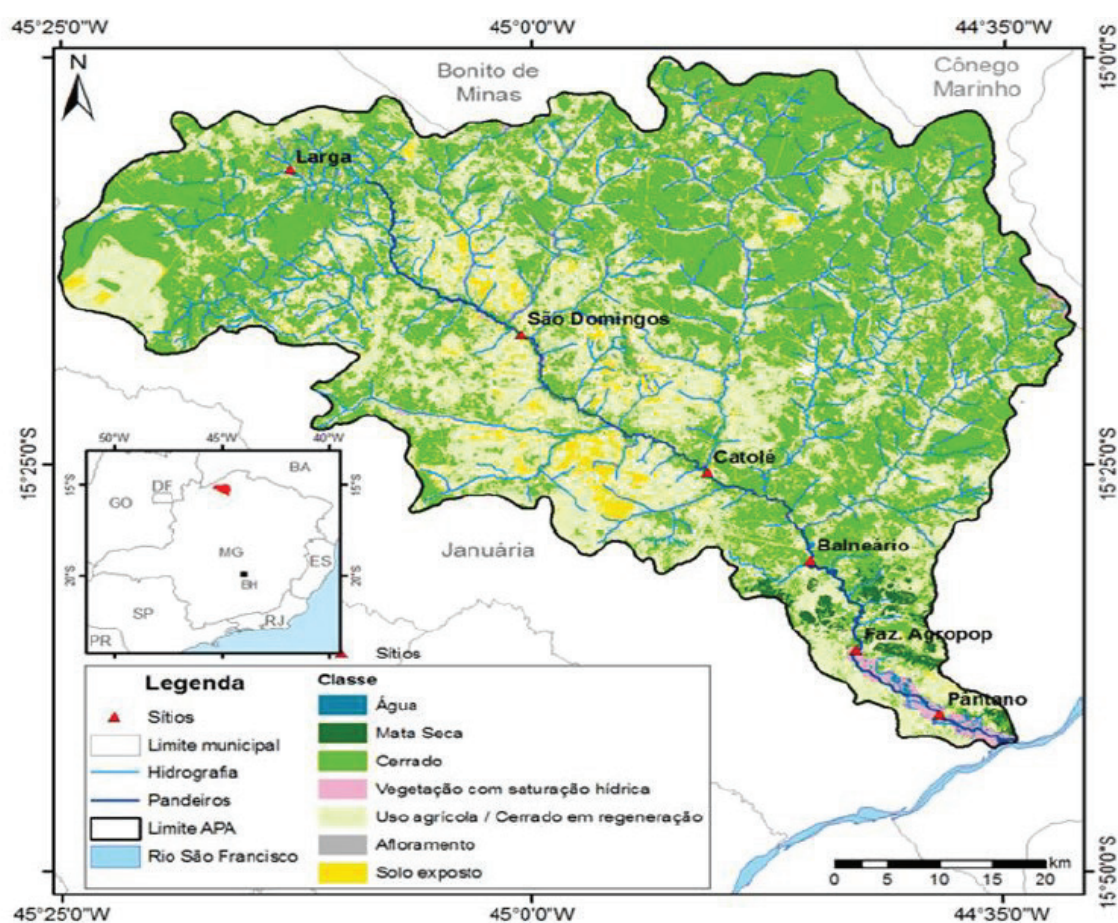 45°25'0"W 45°0'0"W 44°35'0"W
15°0'0"S
N
Bonito de
Minas
Cônego
Marinho
Larga
São Domingos
15°25'0"S
15°25'0"S
Catolé
Januária
Balneário
Faz. Agropop
Pântano
50°W 45°W 40°W
BA
15°S
15°S
DF
GO
MG
ES
BH
20°S
20°S
SP
RJ
PR
Sítios
Legenda
Sítios
Limite municipal
Hidrografia
Pandeiros
Limite APA
Rio São Francisco
Classe
Água
Mata Seca
Cerrado
Vegetação com saturação hídrica
Uso agrícola / Cerrado em regeneração
Afloramento
Solo exposto
km
0 5 10 15 20
15°50'0"S
45°25'0"W 45°0'0"W 44°35'0"W